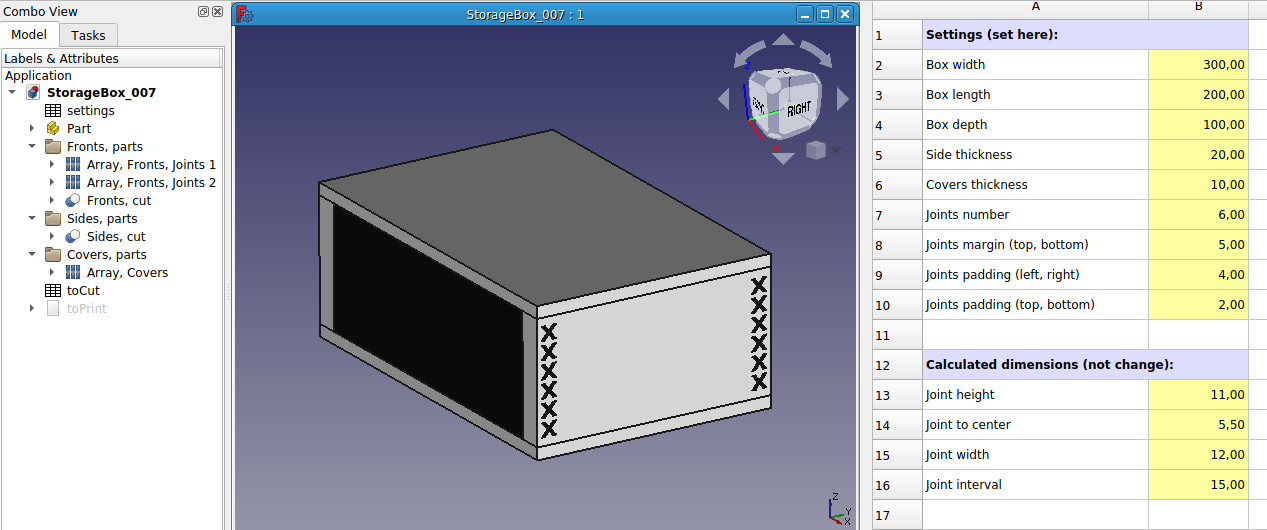 Combo View
Model Tasks
Labels & Attributes
Application
StorageBox_007
settings
Part
Fronts, parts
Array, Fronts, Joints 1
Array, Fronts, Joints 2
Fronts, cut
Sides, parts
Sides, cut
Covers, parts
Array, Covers
toCut
toPrint
StorageBox_007 : 1
Z
RIGHT
X
X X
X X
X X
X X
X X
X X
Z
Y
X
A B
1 Settings (set here):
2 Box width 300,00
3 Box length 200,00
4 Box depth 100,00
5 Side thickness 20,00
6 Covers thickness 10,00
7 Joints number 6,00
8 Joints margin (top, bottom) 5,00
9 Joints padding (left, right) 4,00
10 Joints padding (top, bottom) 2,00
11
12 Calculated dimensions (not change):
13 Joint height 11,00
14 Joint to center 5,50
15 Joint width 12,00
16 Joint interval 15,00
17